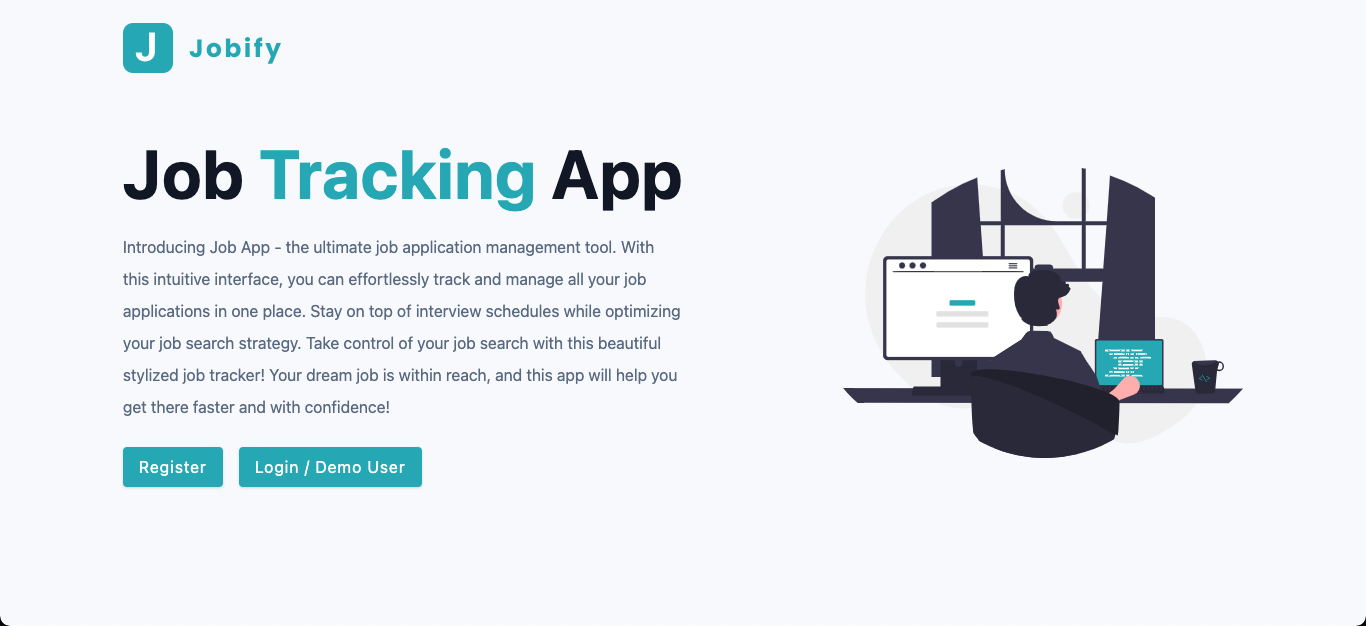 J Jobify
Job Tracking App
Introducing Job App - the ultimate job application management tool. With
this intuitive interface, you can effortlessly track and manage all your job
applications in one place. Stay on top of interview schedules while optimizing
your job search strategy. Take control of your job search with this beautiful
stylized job tracker! Your dream job is within reach, and this app will help you
get there faster and with confidence!
Register
Login / Demo User